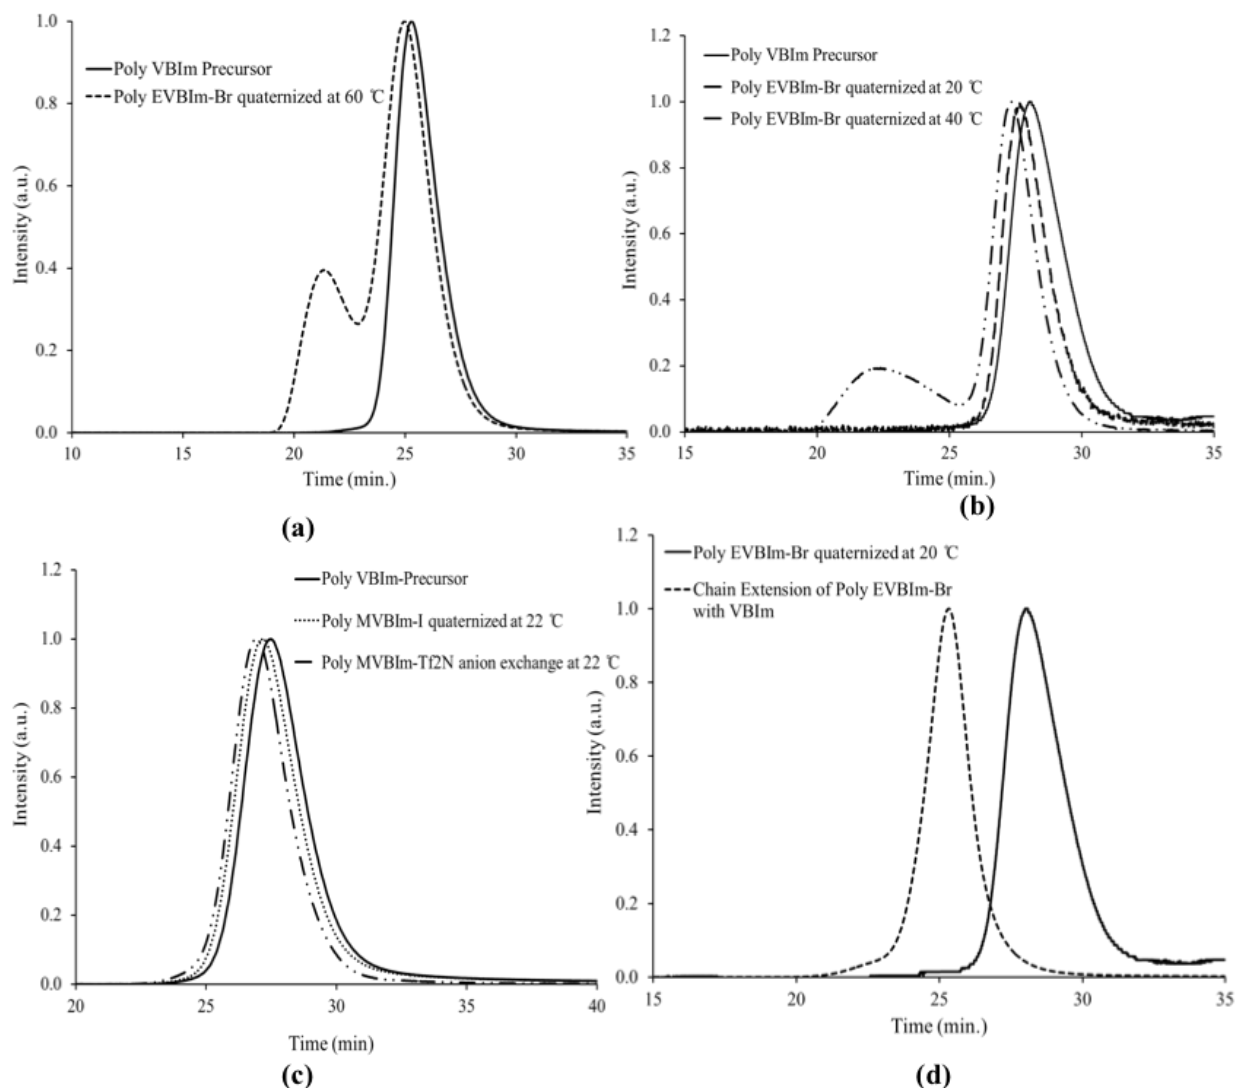 1.0
0.8
0.6
0.4
0.2
0.0
Intensity (a.u.)
Poly VBIm Precursor
Poly EVBIm-Br quaternized at 60 ℃
10 15 20 25 30 35
Time (min.)
(a)
1.2
1.0
0.8
0.6
0.4
0.2
0.0
Intensity (a.u.)
Poly VBIm Precursor
Poly EVBIm-Br quaternized at 20 ℃
Poly EVBIm-Br quaternized at 40 ℃
15 20 25 30 35
Time (min.)
(b)
1.2
1.0
0.8
0.6
0.4
0.2
0.0
Intensity (a.u.)
Poly VBIm-Precursor
Poly MVBIm-I quaternized at 22 ℃
Poly MVBIm-Tf2N anion exchange at 22 ℃
20 25 30 35 40
Time (min)
(c)
1.2
1.0
0.8
0.6
0.4
0.2
0.0
Intensity (a.u.)
Poly EVBIm-Br quaternized at 20 ℃
Chain Extension of Poly EVBIm-Br
with VBIm
15 20 25 30 35
Time (min.)
(d)